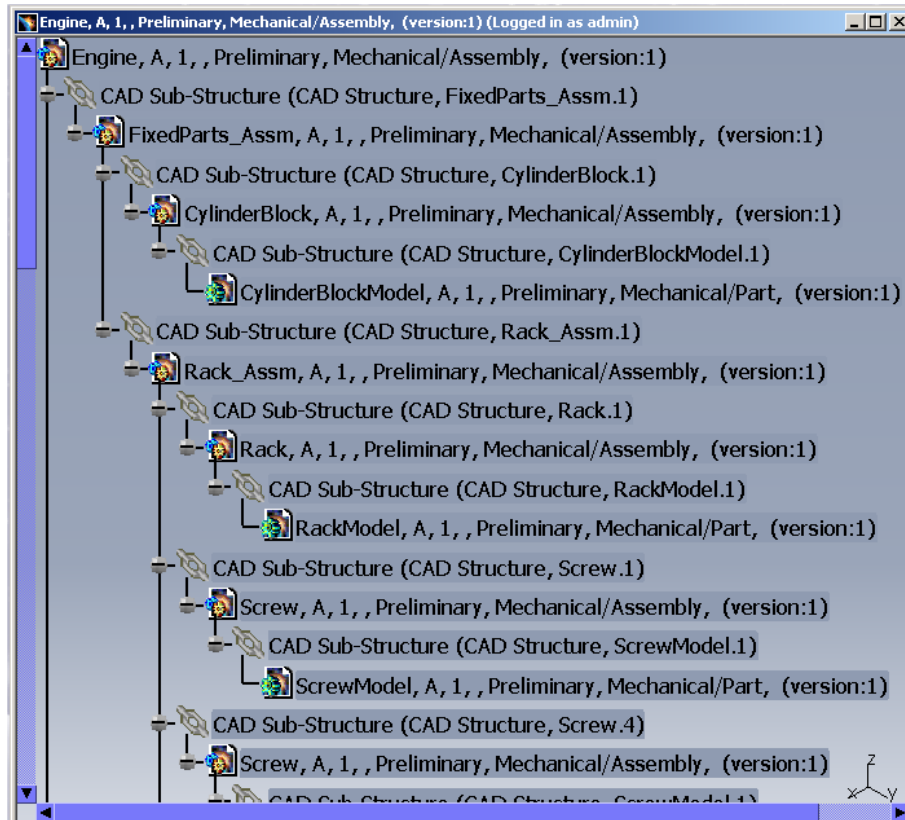 Engine, A, 1, , Preliminary, Mechanical/Assembly, (version:1) (Logged in as admin)
Engine, A, 1, , Preliminary, Mechanical/Assembly, (version:1)
CAD Sub-Structure (CAD Structure, FixedParts_Assm.1)
FixedParts_Assm, A, 1, , Preliminary, Mechanical/Assembly, (version:1)
CAD Sub-Structure (CAD Structure, CylinderBlock.1)
CylinderBlock, A, 1, , Preliminary, Mechanical/Assembly, (version:1)
CAD Sub-Structure (CAD Structure, CylinderBlockModel.1)
CylinderBlockModel, A, 1, , Preliminary, Mechanical/Part, (version:1)
CAD Sub-Structure (CAD Structure, Rack_Assm.1)
Rack_Assm, A, 1, , Preliminary, Mechanical/Assembly, (version:1)
CAD Sub-Structure (CAD Structure, Rack.1)
Rack, A, 1, , Preliminary, Mechanical/Assembly, (version:1)
CAD Sub-Structure (CAD Structure, RackModel.1)
RackModel, A, 1, , Preliminary, Mechanical/Part, (version:1)
CAD Sub-Structure (CAD Structure, Screw.1)
Screw, A, 1, , Preliminary, Mechanical/Assembly, (version:1)
CAD Sub-Structure (CAD Structure, ScrewModel.1)
ScrewModel, A, 1, , Preliminary, Mechanical/Part, (version:1)
CAD Sub-Structure (CAD Structure, Screw.4)
Screw, A, 1, , Preliminary, Mechanical/Assembly, (version:1)
CAD Sub-Structure (CAD Structure, ScrewModel.1)
z
x y